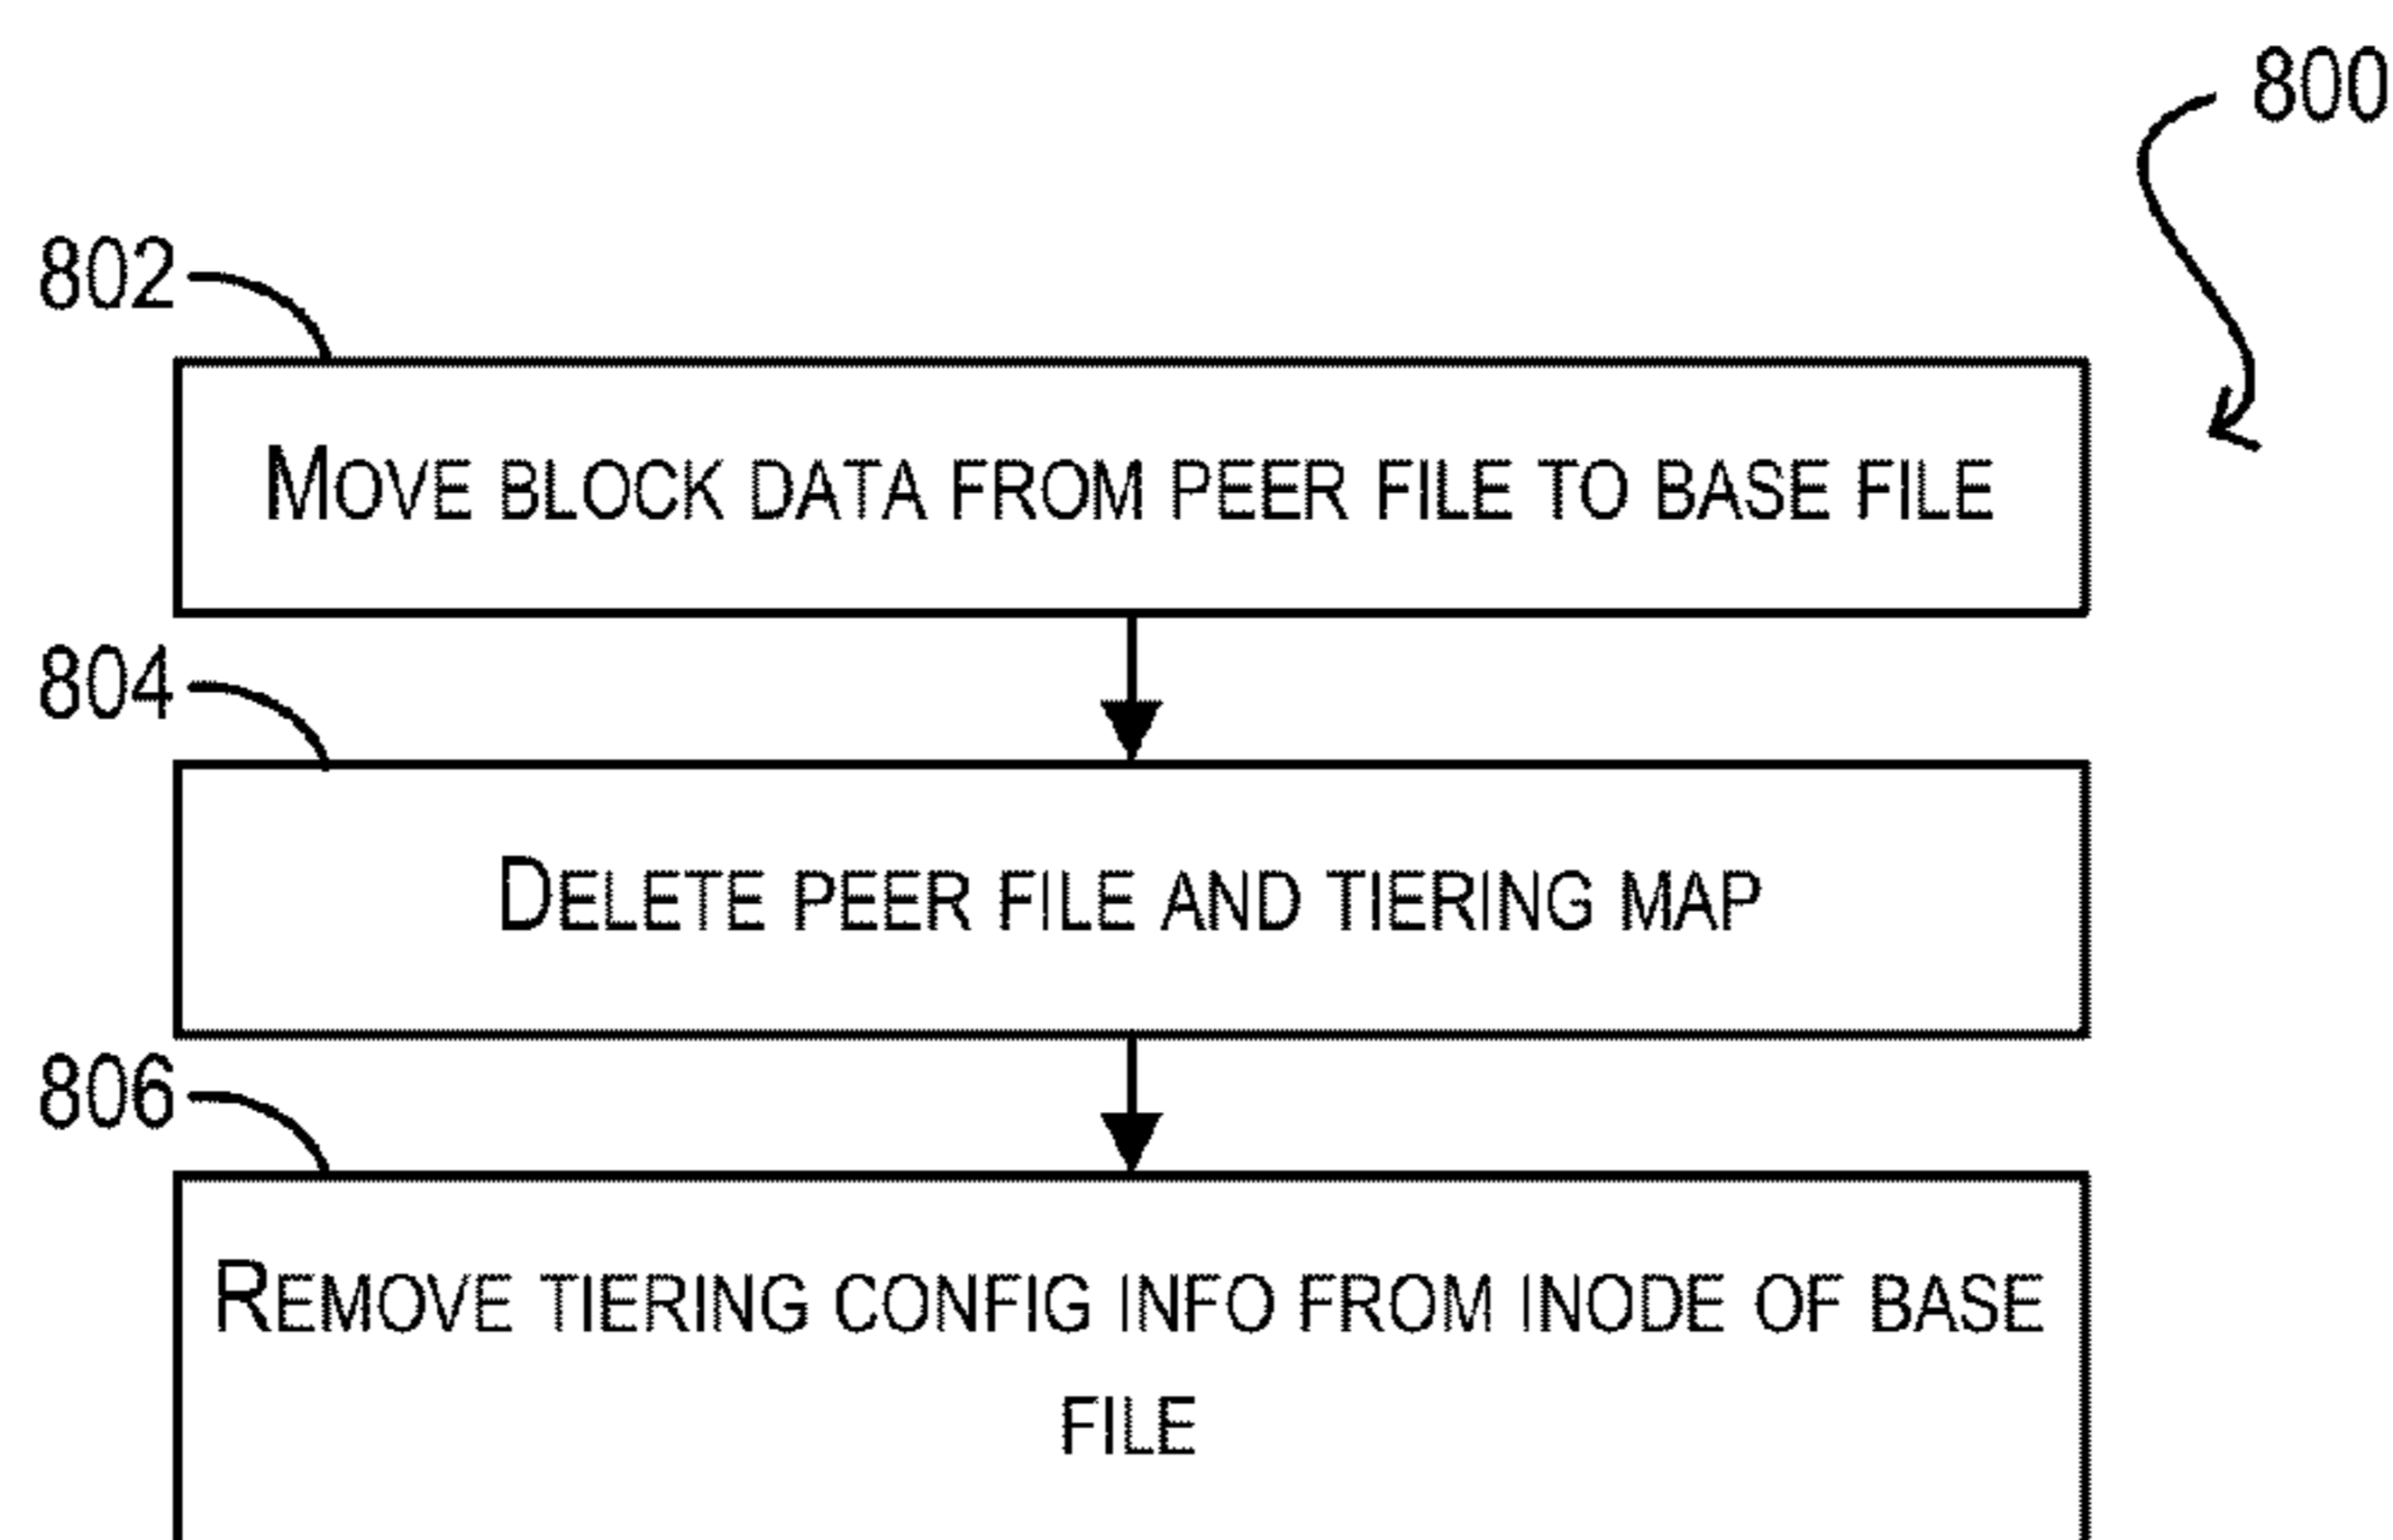 800
802
MOVE BLOCK DATA FROM PEER FILE TO BASE FILE
804
DELETE PEER FILE AND TIERING MAP
806
REMOVE TIERING CONFIG INFO FROM INODE OF BASE
FILE